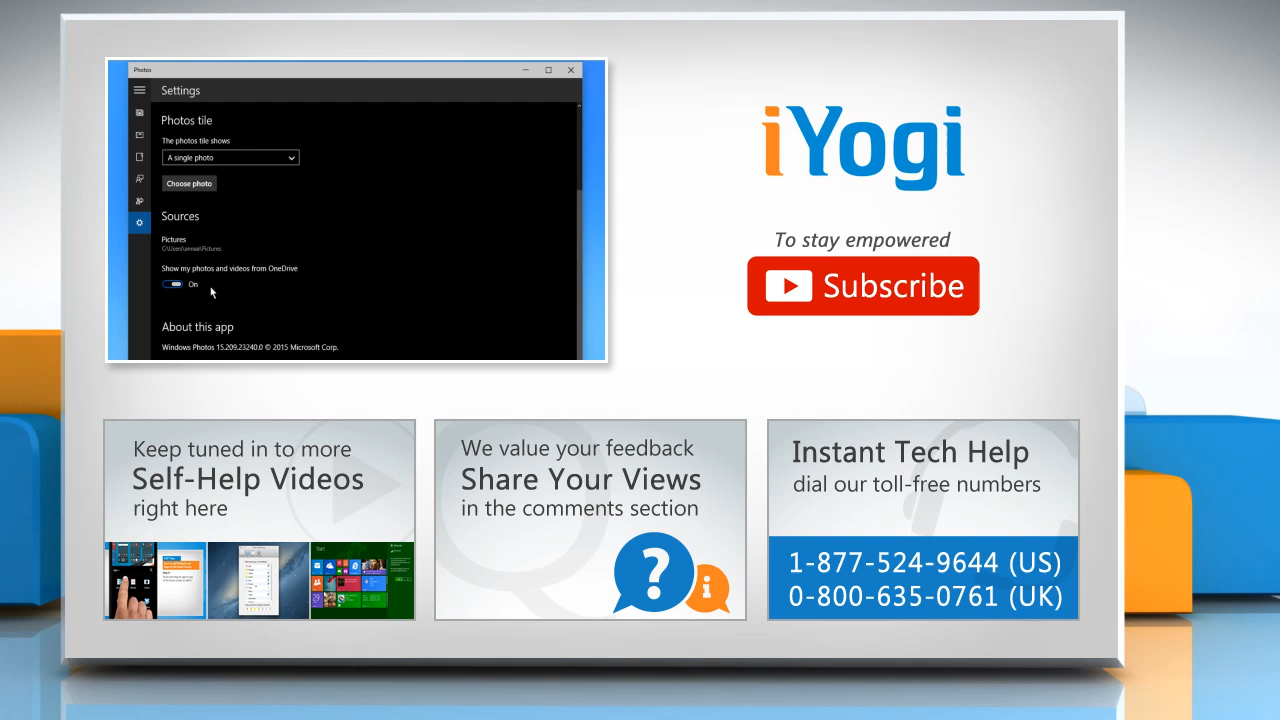 Photos
Settings
Photos tile
The photos tile shows
A single photo
Choose photo
Sources
Pictures
C:\Users\annaa\Pictures
Show my photos and videos from OneDrive
On
About this app
Windows Photos 15.209.23240.0 © 2015 Microsoft Corp.
iYogi
To stay empowered
Subscribe
Keep tuned in to more
Self-Help Videos
right here
Start
We value your feedback
Share Your Views
in the comments section
?
i
Instant Tech Help
dial our toll-free numbers
1-877-524-9644 (US)
0-800-635-0761 (UK)